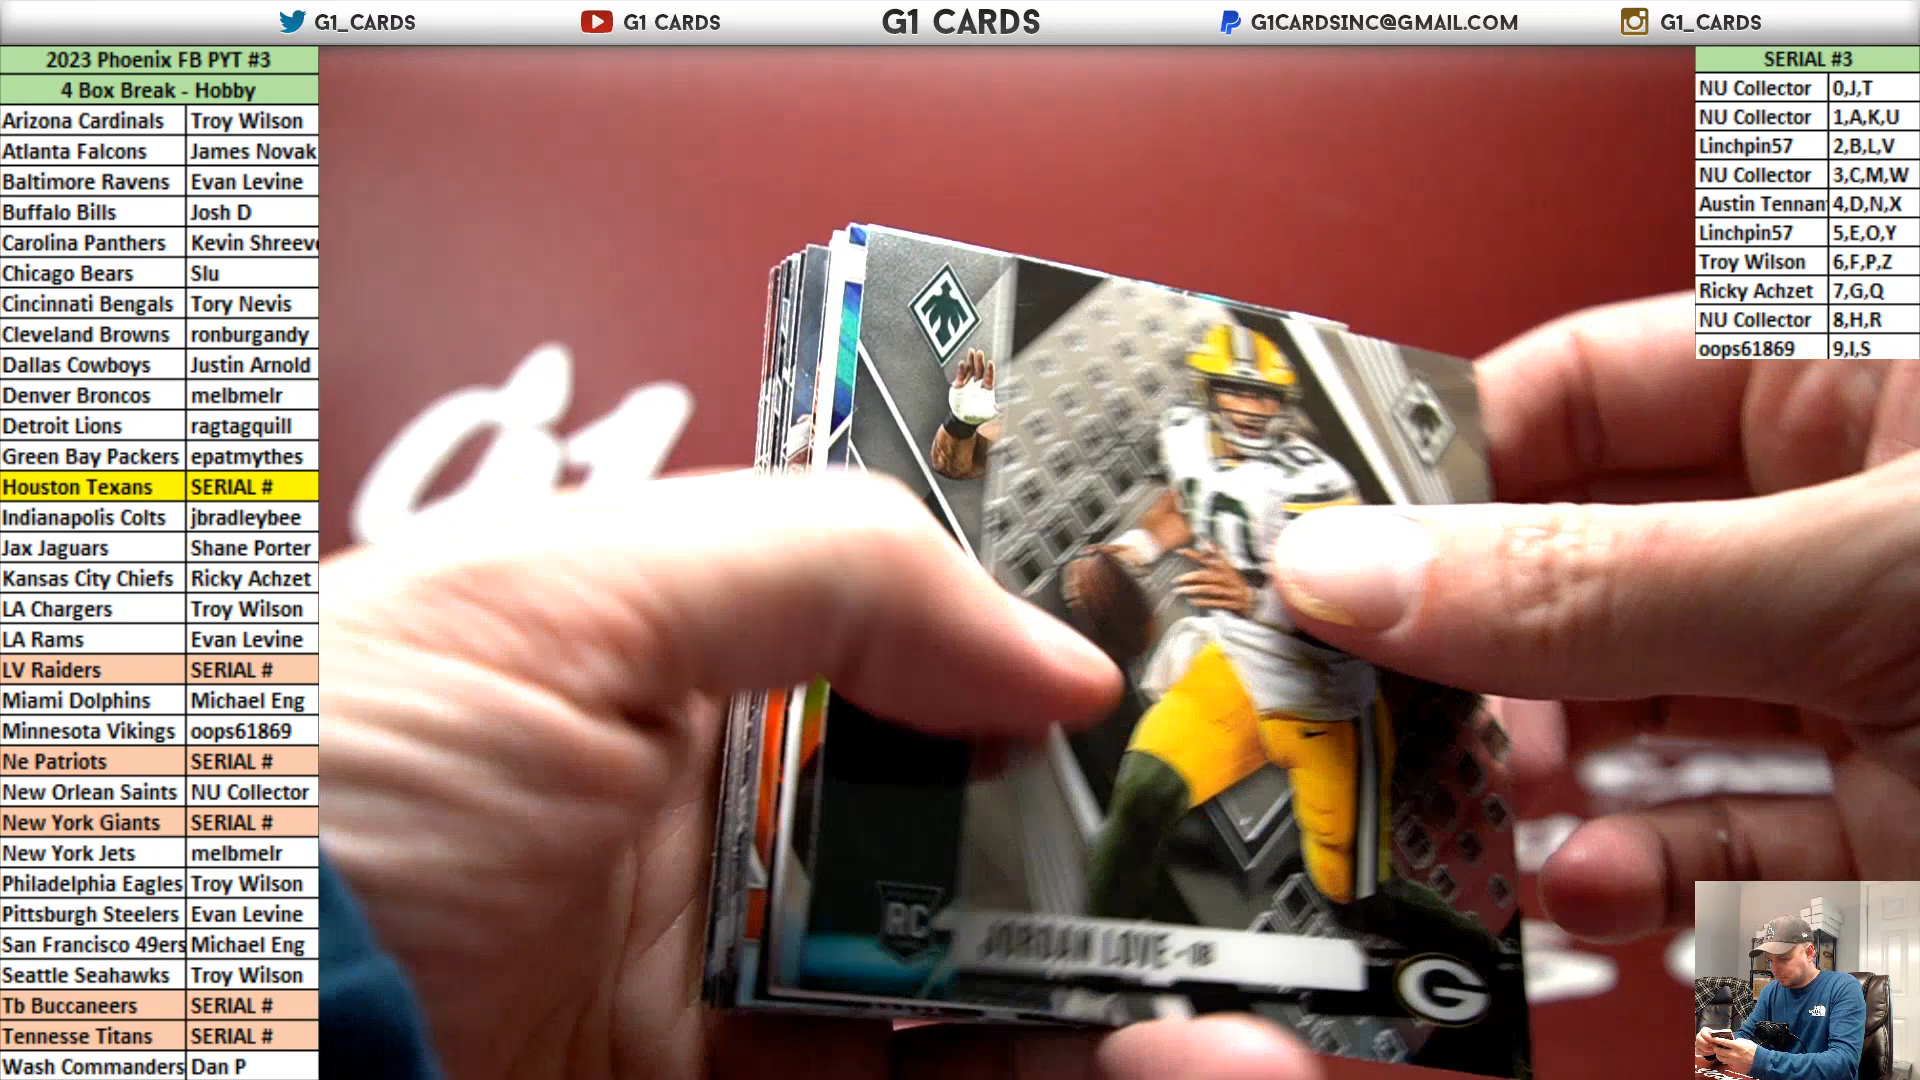 G1_CARDS G1 CARDS G1 CARDS G1CARDSINC@GMAIL.COM G1_CARDS
2023 Phoenix FB PYT #3
4 Box Break - Hobby
Arizona Cardinals Troy Wilson
Atlanta Falcons James Novak
Baltimore Ravens Evan Levine
Buffalo Bills Josh D
Carolina Panthers Kevin Shreeve
Chicago Bears Slu
Cincinnati Bengals Tory Nevis
Cleveland Browns ronburgandy
Dallas Cowboys Justin Arnold
Denver Broncos melbmelr
Detroit Lions ragtagquill
Green Bay Packers epatmythes
Houston Texans SERIAL #
Indianapolis Colts jbradleybee
Jax Jaguars Shane Porter
Kansas City Chiefs Ricky Achzet
LA Chargers Troy Wilson
LA Rams Evan Levine
LV Raiders SERIAL #
Miami Dolphins Michael Eng
Minnesota Vikings oops61869
Ne Patriots SERIAL #
New Orlean Saints NU Collector
New York Giants SERIAL #
New York Jets melbmelr
Philadelphia Eagles Troy Wilson
Pittsburgh Steelers Evan Levine
San Francisco 49ers Michael Eng
Seattle Seahawks Troy Wilson
Tb Buccaneers SERIAL #
Tennesse Titans SERIAL #
Wash Commanders Dan P
SERIAL #3
NU Collector 0,J,T
NU Collector 1,A,K,U
Linchpin57 2,B,L,V
NU Collector 3,C,M,W
Austin Tennan 4,D,N,X
Linchpin57 5,E,O,Y
Troy Wilson 6,F,P,Z
Ricky Achzet 7,G,Q
NU Collector 8,H,R
oops61869 9,I,S
RC
JORDAN LOVE - QB
G